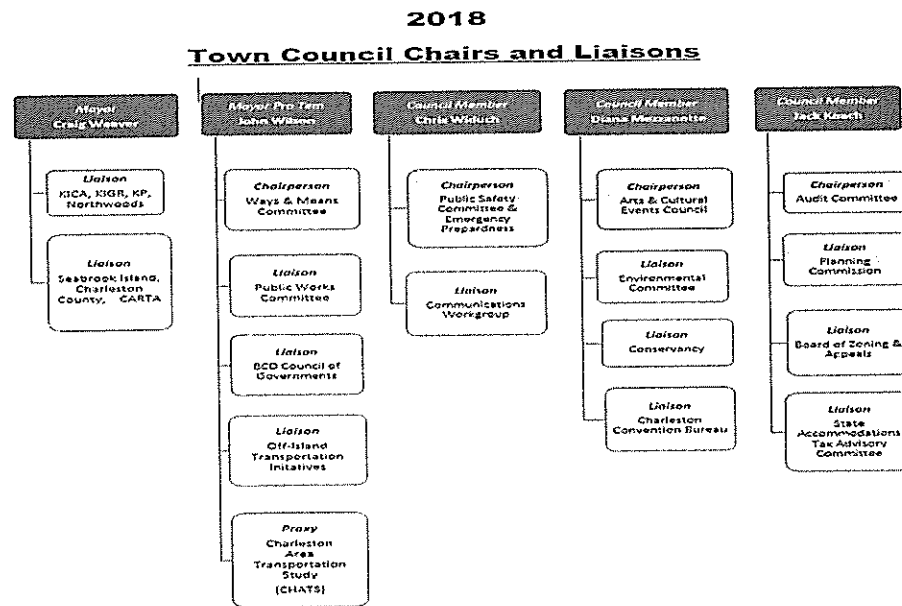 2018
Town Council Chairs and Liaisons
Mayor
Craig Weaver
Liaison
KICA, KIGR, KP,
Northwoods
Liaison
Seabrook Island,
Charleston
County, CARTA
Mayor Pro Tem
John Wilson
Chairperson
Ways & Means
Committee
Liaison
Public Works
Committee
Liaison
BCD Council of
Governments
Liaison
Off-Island
Transportation
Initatives
Proxy
Charleston
Area
Transportation
Study
(CHATS)
Council Member
Chris Widuch
Chairperson
Public Safety
Committee &
Emergency
Prepardness
Liaison
Communications
Workgroup
Council Member
Diana Mezzanotte
Chairperson
Arts & Cultural
Events Council
Liaison
Environmental
Committee
Liaison
Conservancy
Liaison
Charleston
Convention Bureau
Council Member
Jack Koach
Chairperson
Audit Committee
Liaison
Planning
Commission
Liaison
Board of Zoning &
Appeals
Liaison
State
Accommodations
Tax Advisory
Committee